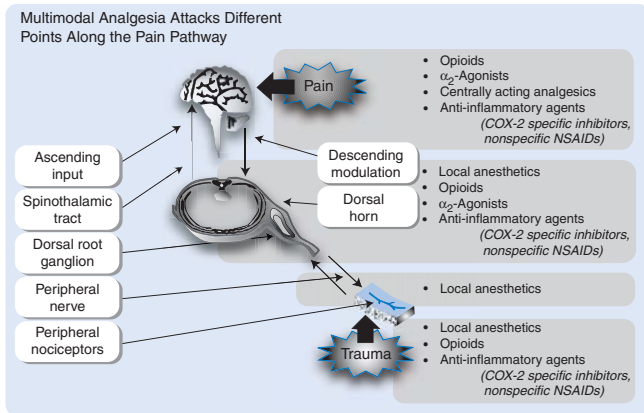 Multimodal Analgesia Attacks Different
Points Along the Pain Pathway
Pain
• Opioids
• α₂-Agonists
• Centrally acting analgesics
• Anti-inflammatory agents
(COX-2 specific inhibitors,
nonspecific NSAIDs)
Ascending
input
Descending
modulation
Spinothalamic
tract
Dorsal
horn
• Local anesthetics
• Opioids
• α₂-Agonists
• Anti-inflammatory agents
(COX-2 specific inhibitors,
nonspecific NSAIDs)
Dorsal root
ganglion
Peripheral
nerve
• Local anesthetics
Peripheral
nociceptors
Trauma
• Local anesthetics
• Opioids
• Anti-inflammatory agents
(COX-2 specific inhibitors,
nonspecific NSAIDs)